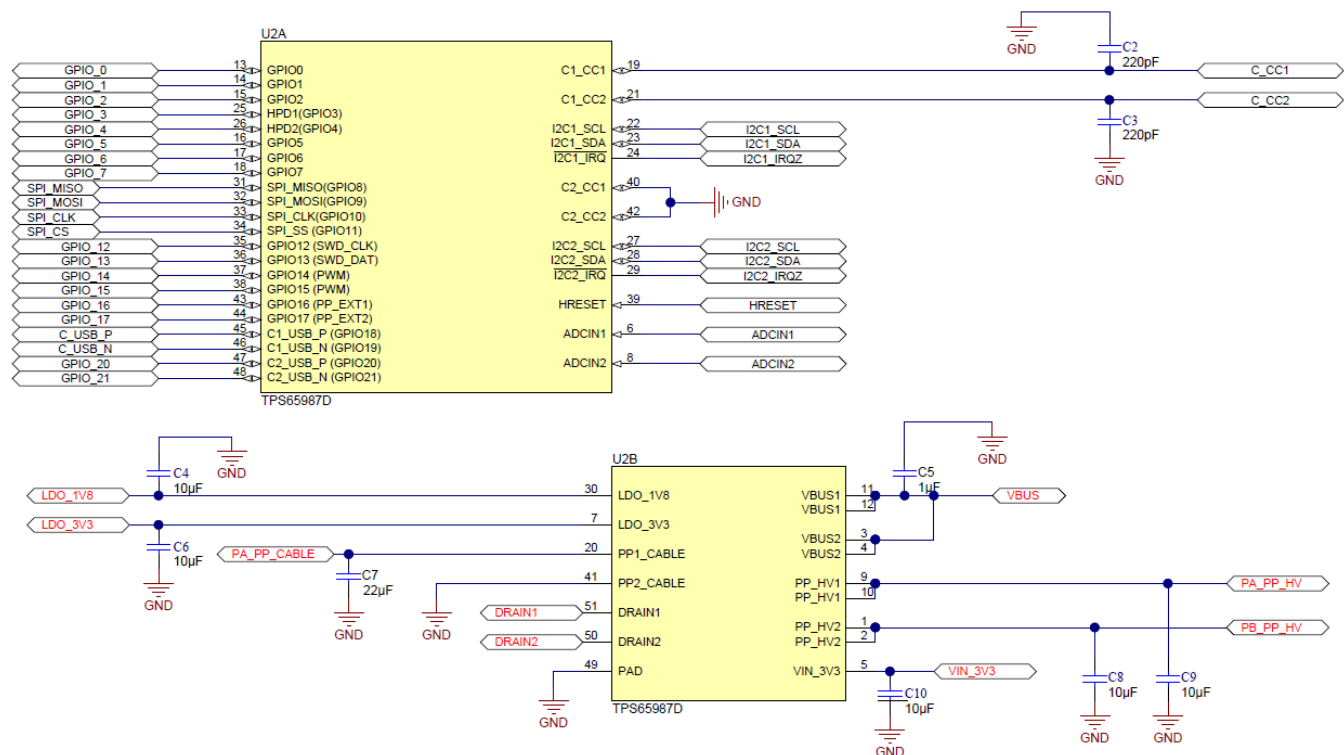 U2A
GPIO_0 13 GPIO0 C1_CC1 19 C_CC1
GPIO_1 14 GPIO1
GPIO_2 15 GPIO2 C1_CC2 21 C_CC2
GPIO_3 25 HPD1(GPIO3)
GPIO_4 26 HPD2(GPIO4) I2C1_SCL 22 I2C1_SCL
GPIO_5 16 GPIO5 I2C1_SDA 23 I2C1_SDA
GPIO_6 17 GPIO6 I2C1_IRQ 24 I2C1_IRQZ
GPIO_7 18 GPIO7
SPI_MISO 31 SPI_MISO(GPIO8) C2_CC1 40
SPI_MOSI 32 SPI_MOSI(GPIO9) GND
SPI_CLK 33 SPI_CLK(GPIO10) C2_CC2 42
SPI_CS 34 SPI_SS (GPIO11)
GPIO_12 35 GPIO12 (SWD_CLK) I2C2_SCL 27 I2C2_SCL
GPIO_13 36 GPIO13 (SWD_DAT) I2C2_SDA 28 I2C2_SDA
GPIO_14 37 GPIO14 (PWM) I2C2_IRQ 29 I2C2_IRQZ
GPIO_15 38 GPIO15 (PWM)
GPIO_16 43 GPIO16 (PP_EXT1) HRESET 39 HRESET
GPIO_17 44 GPIO17 (PP_EXT2)
C_USB_P 45 C1_USB_P (GPIO18) ADCIN1 6 ADCIN1
C_USB_N 46 C1_USB_N (GPIO19)
GPIO_20 47 C2_USB_P (GPIO20) ADCIN2 8 ADCIN2
GPIO_21 48 C2_USB_N (GPIO21)
TPS65987D
GND
C2
220pF
C3
220pF
GND
U2B
GND
C4
10µF
GND
C5
1µF
LDO_1V8 30 LDO_1V8 VBUS1 11 VBUS
VBUS1 12
LDO_3V3 7 LDO_3V3
C6
10µF
GND
VBUS2 3
PA_PP_CABLE 20 PP1_CABLE VBUS2 4
C7
22µF
GND
41 PP2_CABLE PP_HV1 9 PA_PP_HV
GND
PP_HV1 10
DRAIN1 51 DRAIN1
PP_HV2 1 PB_PP_HV
DRAIN2 50 DRAIN2 PP_HV2 2
49 PAD VIN_3V3 5 VIN_3V3
GND
C10
10µF
GND
C8
10µF
GND
C9
10µF
GND
TPS65987D